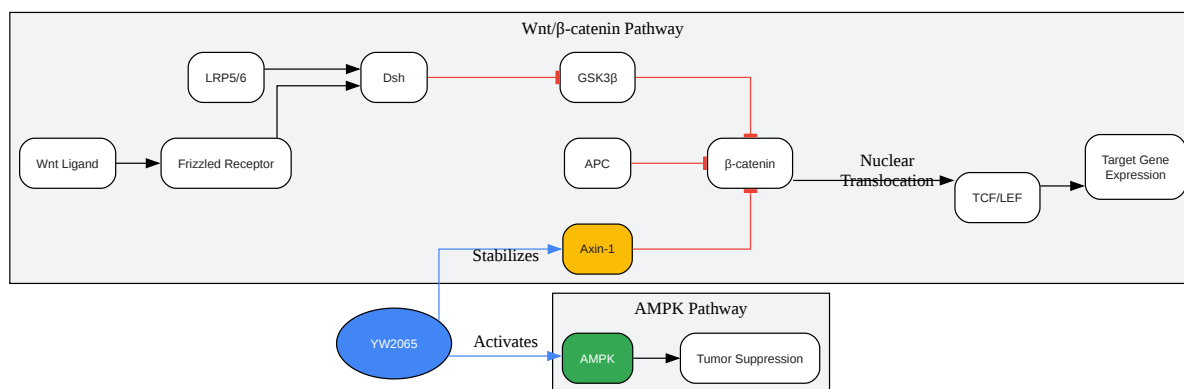 Wnt/β-catenin Pathway
LRP5/6
Dsh
GSK3β
Wnt Ligand
Frizzled Receptor
APC
β-catenin
Nuclear
Translocation
TCF/LEF
Target Gene
Expression
Stabilizes
Axin-1
AMPK Pathway
YW2065
Activates
AMPK
Tumor Suppression